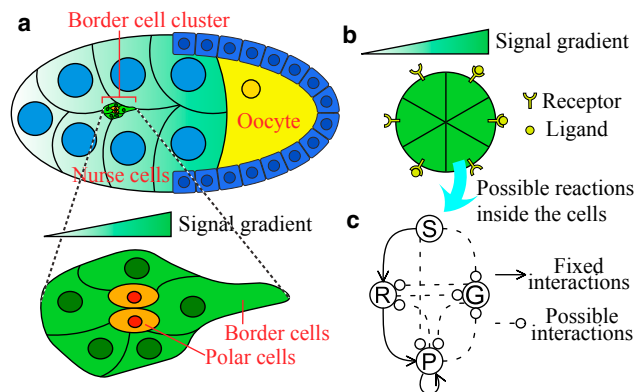 a
Border cell cluster
Oocyte
Nurse cells
Signal gradient
Border cells
Polar cells
b
Signal gradient
Receptor
Ligand
Possible reactions
inside the cells
c
S
R
G
P
Fixed
interactions
Possible
interactions